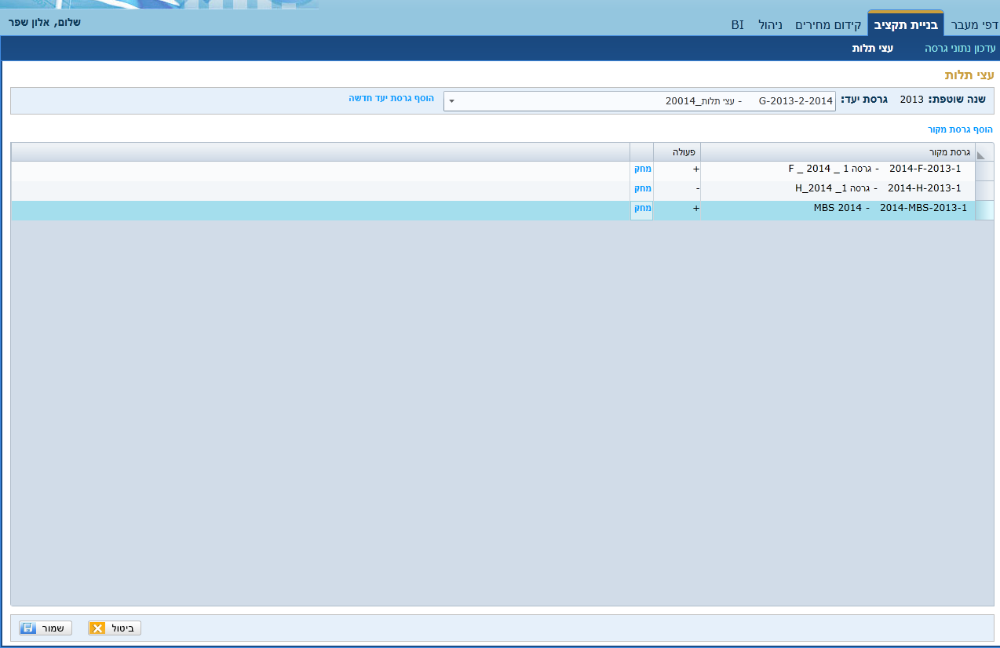 שלום, אלון שפר
דפי מעבר בניית תקציב קידום מחירים ניהול BI
עדכון נתוני גרסה עצי תלות
עצי תלות
שנה שוטפת: 2013 גרסת יעד: G-2013-2-2014 - עצי תלות_20014 הוסף גרסת יעד חדשה
הוסף גרסת מקור
גרסת מקור פעולה
2014-F-2013-1 - גרסה 1 _ 2014 _ F + מחק
2014-H-2013-1 - גרסה 1_ 2014_H - מחק
2014-MBS-2013-1 - MBS 2014 + מחק
ביטול שמור